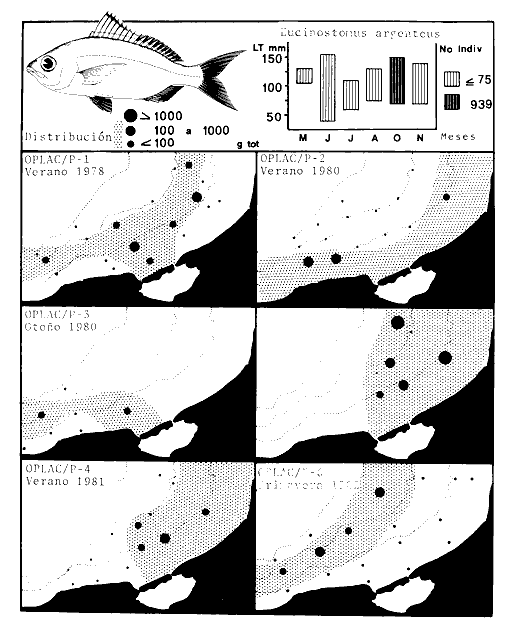 Eucinostomus argenteus
LT mm
150
100
50
M J J A O N
Meses
No Indiv
≤ 75
939
> 1000
100 a 1000
≤ 100
g tot
Distribución
OPLAC/P-1
Verano 1978
OPLAC/P-2
Verano 1980
OPLAC/P-3
Otoño 1980
OPLAC/P-4
Verano 1981